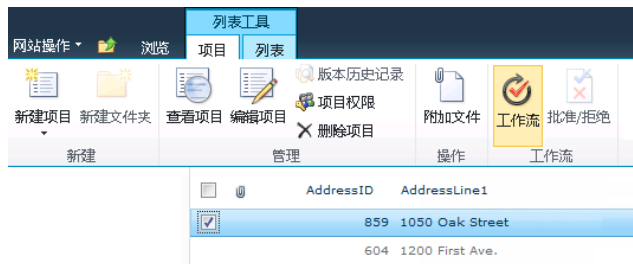 列表工具
网站操作 浏览 项目 列表
新建项目 新建文件夹 查看项目 编辑项目 版本历史记录 项目权限 删除项目 附加文件 工作流 批准/拒绝
新建 管理 操作 工作流
AddressID AddressLine1
859 1050 Oak Street
604 1200 First Ave.